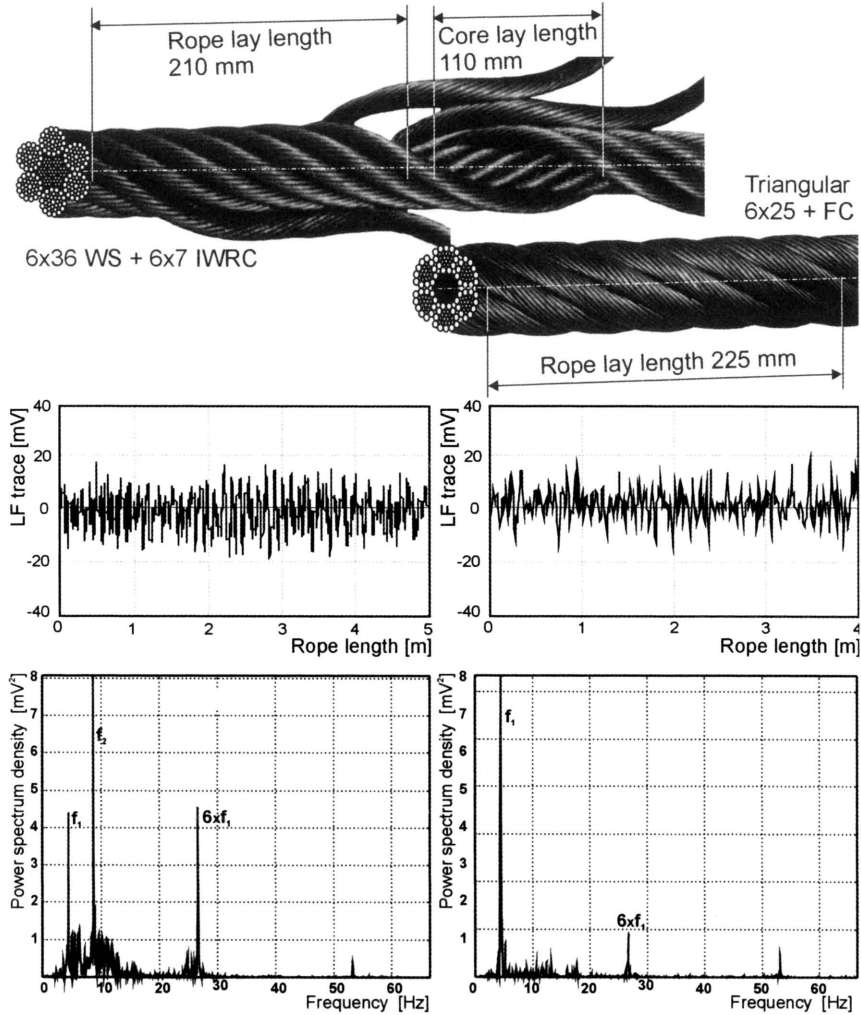 Rope lay length
210 mm
Core lay length
110 mm
Triangular
6x25 + FC
6x36 WS + 6x7 IWRC
Rope lay length 225 mm
LF trace [mV]
40
20
0
-20
-40
0 1 2 3 4 5
Rope length [m]
LF trace [mV]
40
20
0
-20
-40
0 1 2 3 4
Rope length [m]
Power spectrum density [mV²]
8
7
6
5
4
3
2
1
f₁
f₂
6xf₁
0 10 20 30 40 50 60
Frequency [Hz]
Power spectrum density [mV²]
8
7
6
5
4
3
2
1
f₁
6xf₁
0 10 20 30 40 50 60
Frequency [Hz]